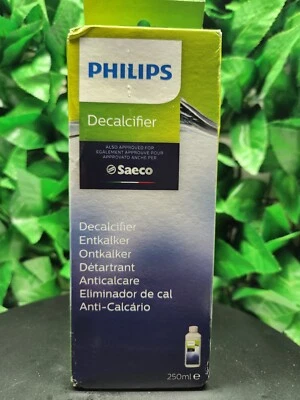 PHILIPS
Decalcifier
ALSO APPROVED FOR
ÉGALEMENT APPROUVÉ POUR
APPROVATO ANCHE PER
Saeco
Decalcifier
Entkalker
Ontkalker
Détartrant
Anticalcare
Eliminador de cal
Anti-Calcário
250ml e